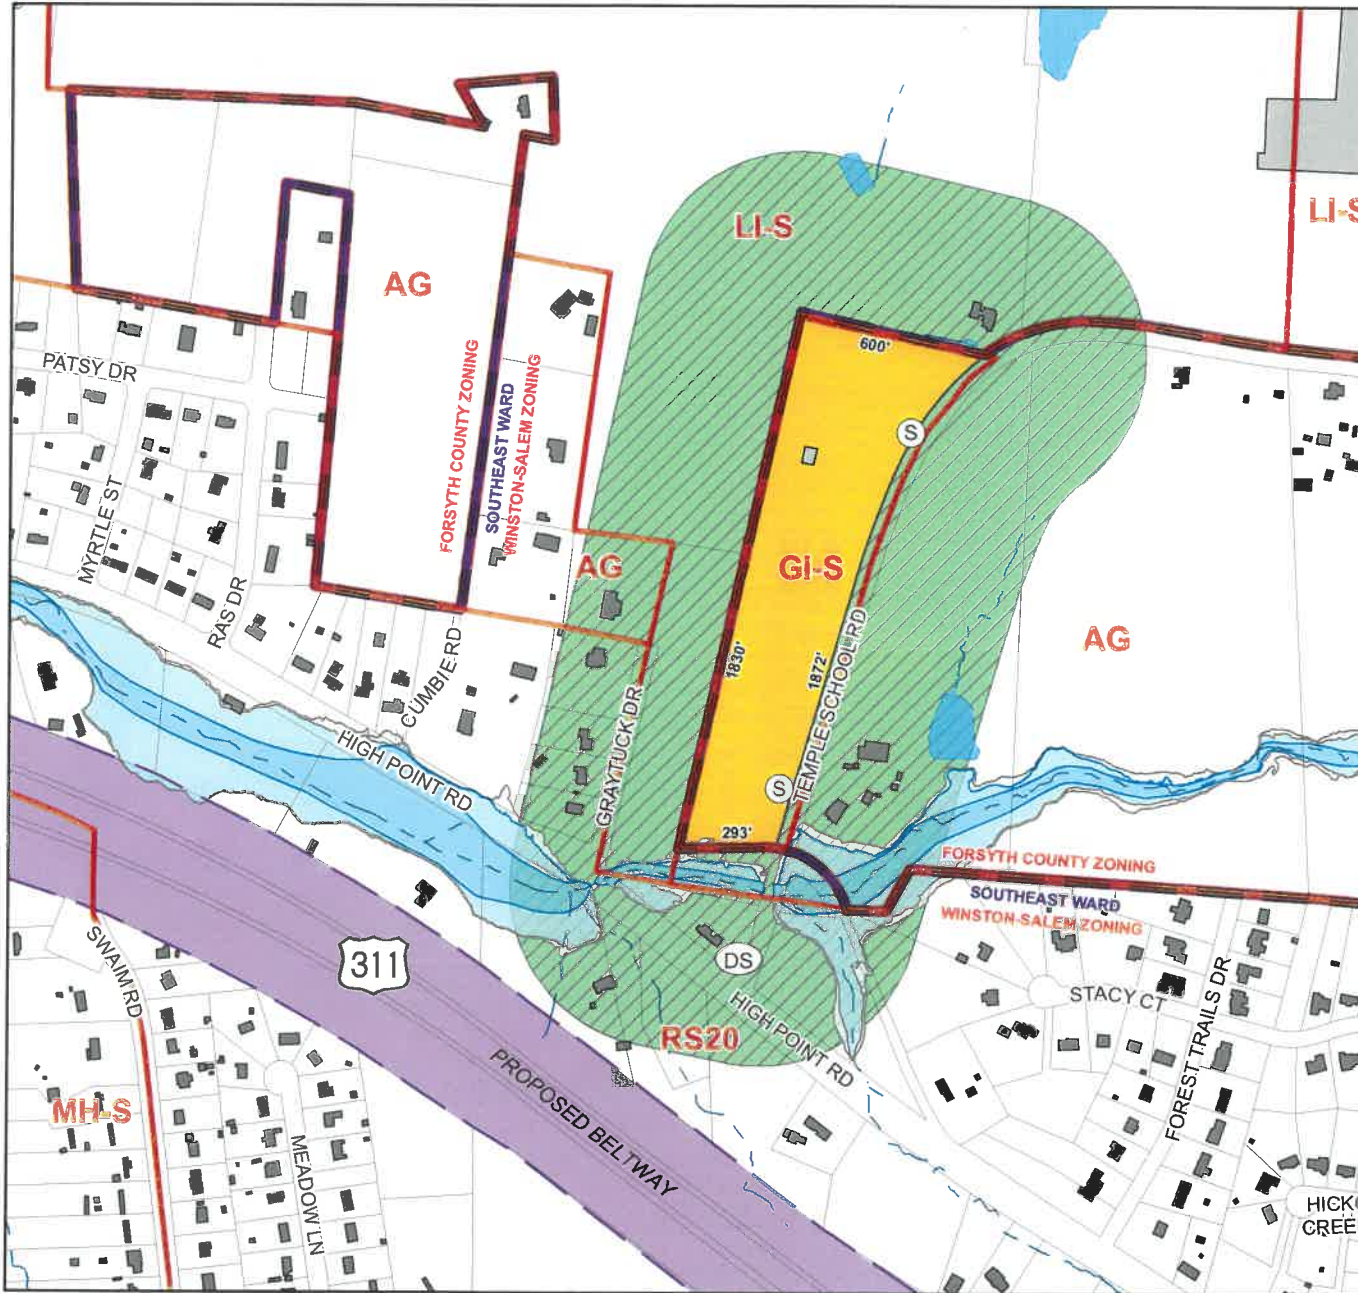 LI-S
LI-S
AG
600'
PATSY DR
FORSYTH COUNTY ZONING
SOUTHEAST WARD
WINSTON-SALEM ZONING
S
MYRTLE ST
RAS DR
AG
GI-S
CUMBIE RD
1830'
1872'
TEMPLE SCHOOL RD
AG
GRAYTUCK DR
HIGH POINT RD
S
293'
FORSYTH COUNTY ZONING
SOUTHEAST WARD
WINSTON-SALEM ZONING
SWAIM RD
311
DS
HIGH POINT RD
STACY CT
FOREST TRAILS DR
RS20
PROPOSED BELTWAY
MH-S
MEADOW LN
HICK
CREE